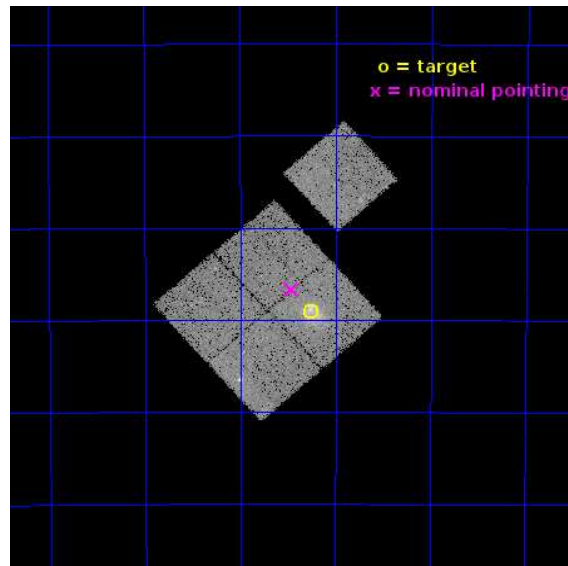 o = target
x = nominal pointing